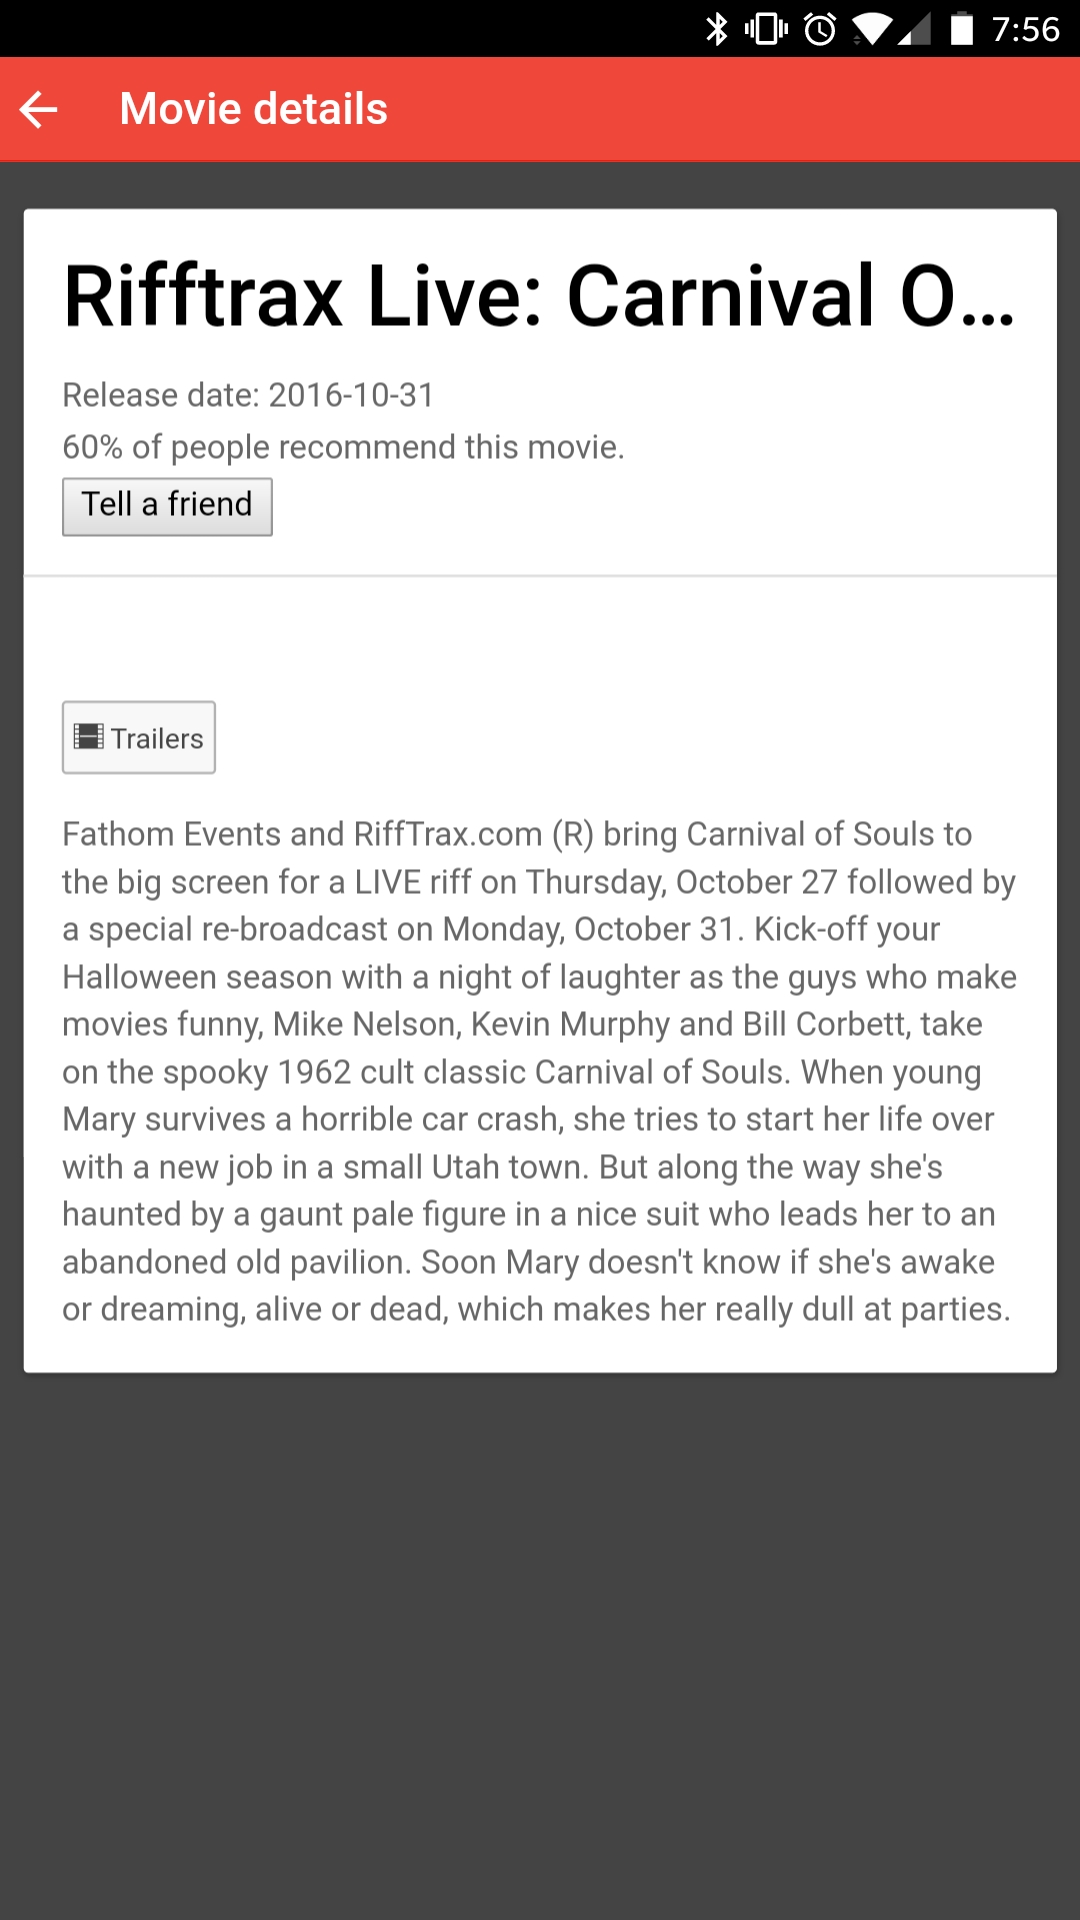 7:56
Movie details
Rifftrax Live: Carnival O...
Release date: 2016-10-31
60% of people recommend this movie.
Tell a friend
Trailers
Fathom Events and RiffTrax.com (R) bring Carnival of Souls to
the big screen for a LIVE riff on Thursday, October 27 followed by
a special re-broadcast on Monday, October 31. Kick-off your
Halloween season with a night of laughter as the guys who make
movies funny, Mike Nelson, Kevin Murphy and Bill Corbett, take
on the spooky 1962 cult classic Carnival of Souls. When young
Mary survives a horrible car crash, she tries to start her life over
with a new job in a small Utah town. But along the way she's
haunted by a gaunt pale figure in a nice suit who leads her to an
abandoned old pavilion. Soon Mary doesn't know if she's awake
or dreaming, alive or dead, which makes her really dull at parties.